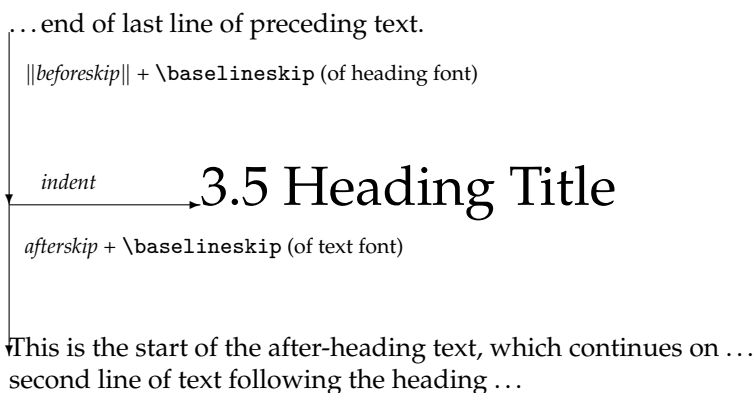 ...end of last line of preceding text.
‖beforeskip‖ + \baselineskip (of heading font)
indent
3.5 Heading Title
afterskip + \baselineskip (of text font)
This is the start of the after-heading text, which continues on ...
second line of text following the heading ...